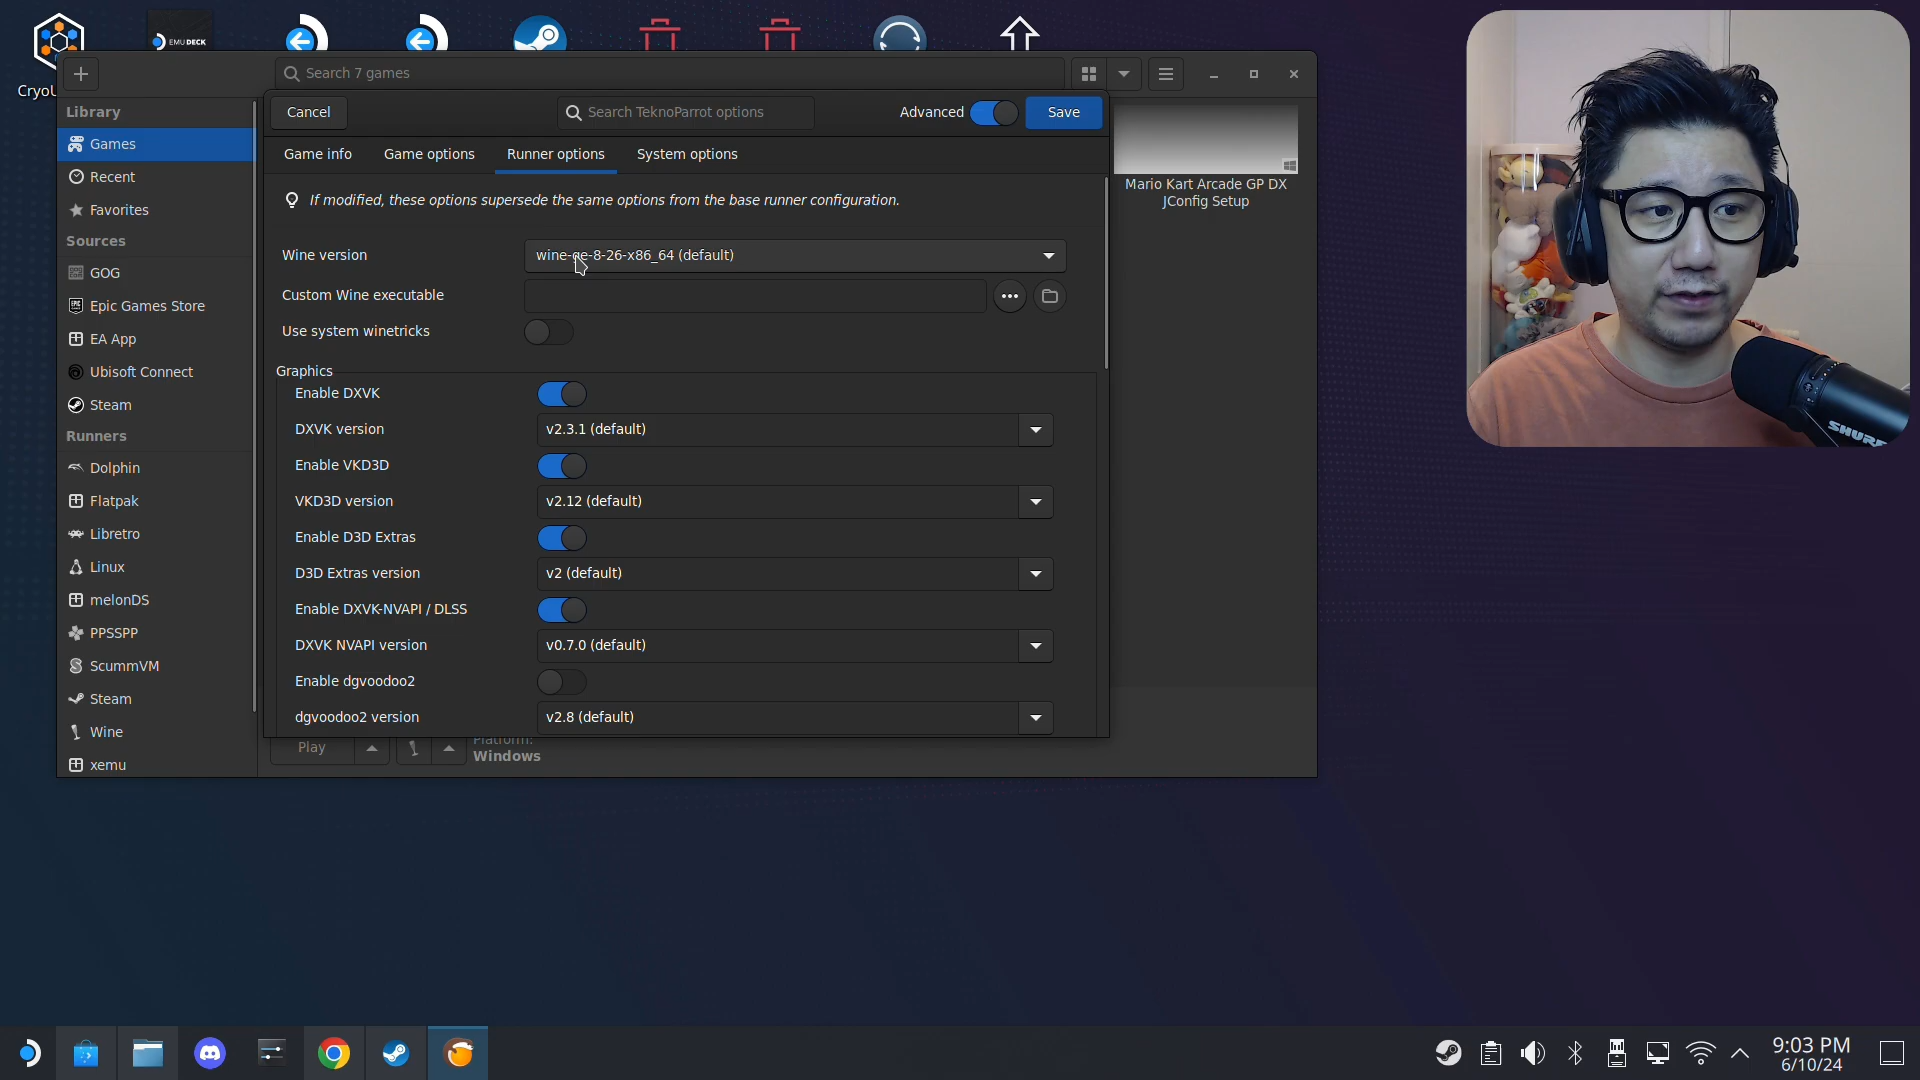 CryoU
EMU DECK
Search 7 games
Library
Games
Recent
Favorites
Sources
GOG
Epic Games Store
EA App
Ubisoft Connect
Steam
Runners
Dolphin
Flatpak
Libretro
Linux
melonDS
PPSSPP
ScummVM
Steam
Wine
xemu
Cancel
Search TeknoParrot options
Advanced
Save
Game info
Game options
Runner options
System options
If modified, these options supersede the same options from the base runner configuration.
Wine version
wine-ge-8-26-x86_64 (default)
Custom Wine executable
Use system winetricks
Graphics
Enable DXVK
DXVK version
v2.3.1 (default)
Enable VKD3D
VKD3D version
v2.12 (default)
Enable D3D Extras
D3D Extras version
v2 (default)
Enable DXVK-NVAPI / DLSS
DXVK NVAPI version
v0.7.0 (default)
Enable dgvoodoo2
dgvoodoo2 version
v2.8 (default)
Play
Platform:
Windows
Mario Kart Arcade GP DX
JConfig Setup
SHURE
9:03 PM
6/10/24